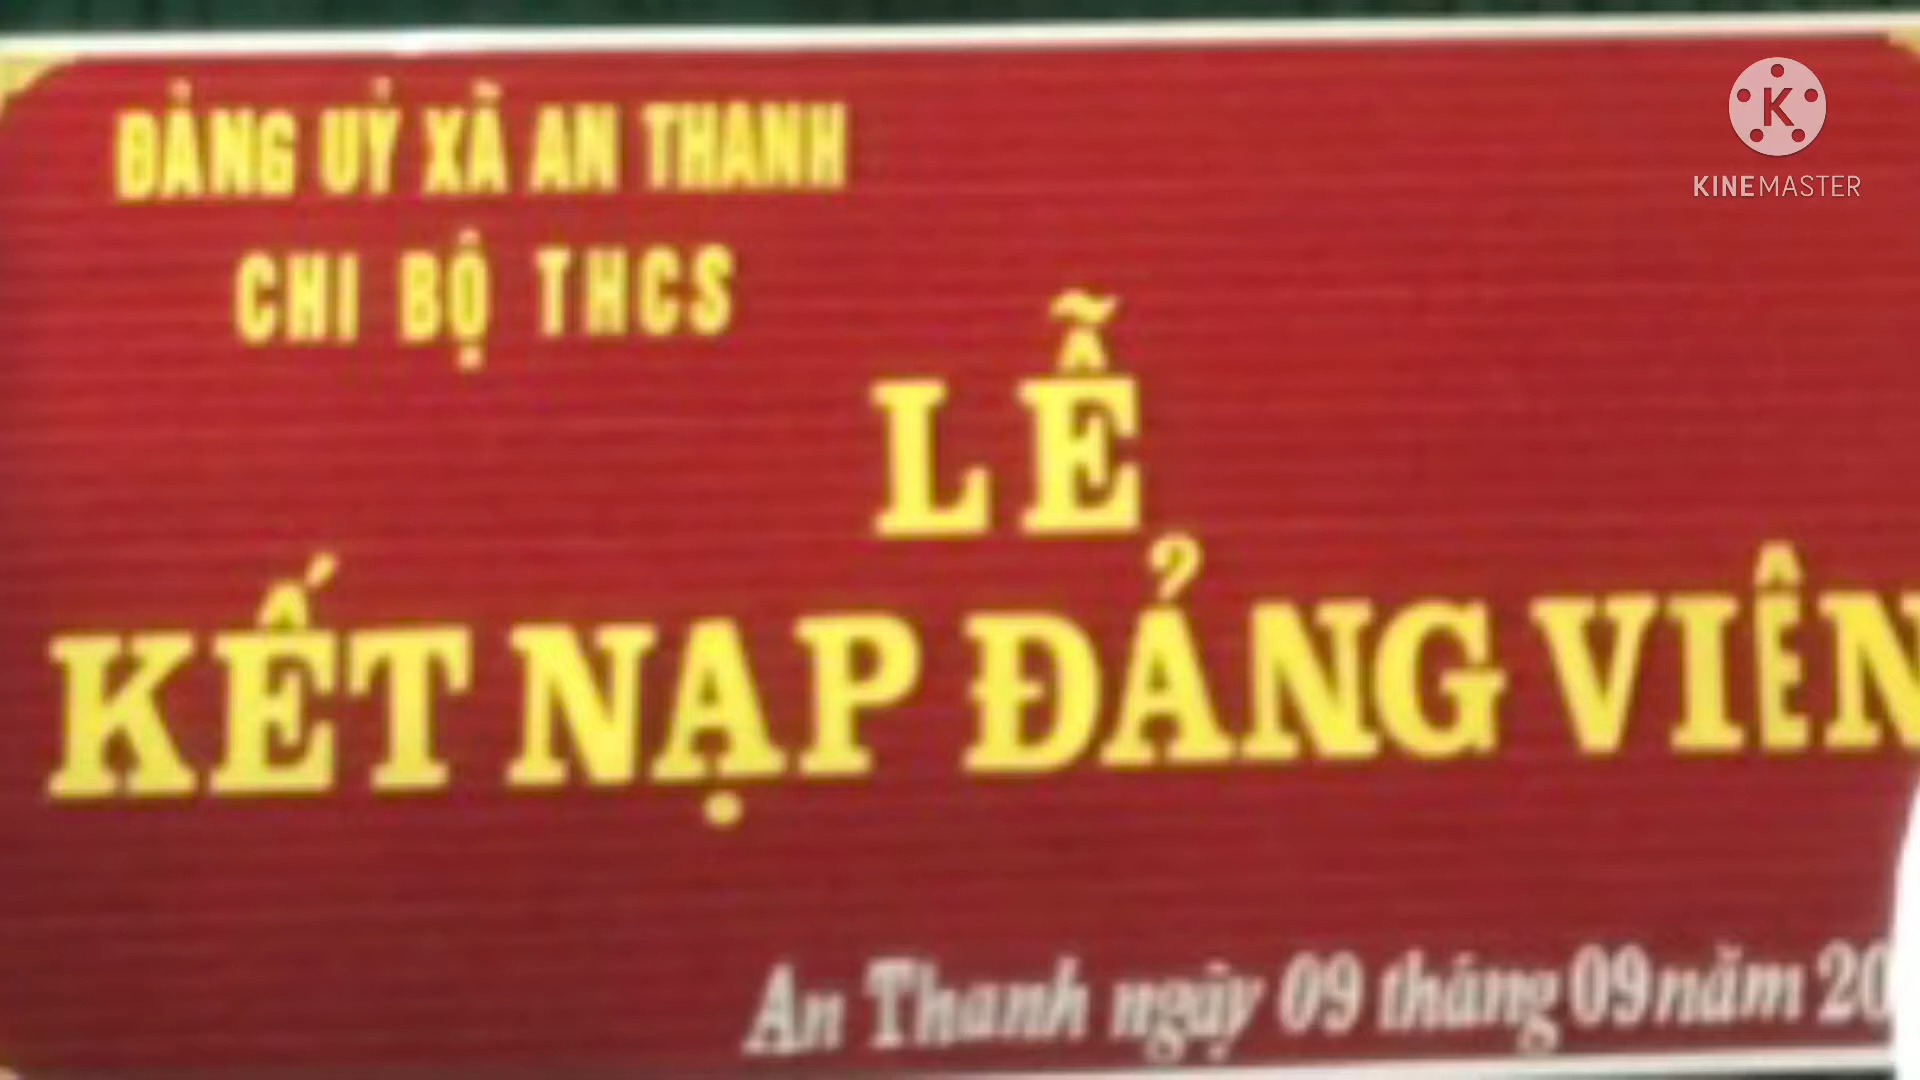 ĐẢNG UỶ XÃ AN THANH
KINEMASTER
CHI BỘ THCS
LỄ
KẾT NẠP ĐẢNG VIÊN
An Thanh ngày 09 tháng 09 năm 20